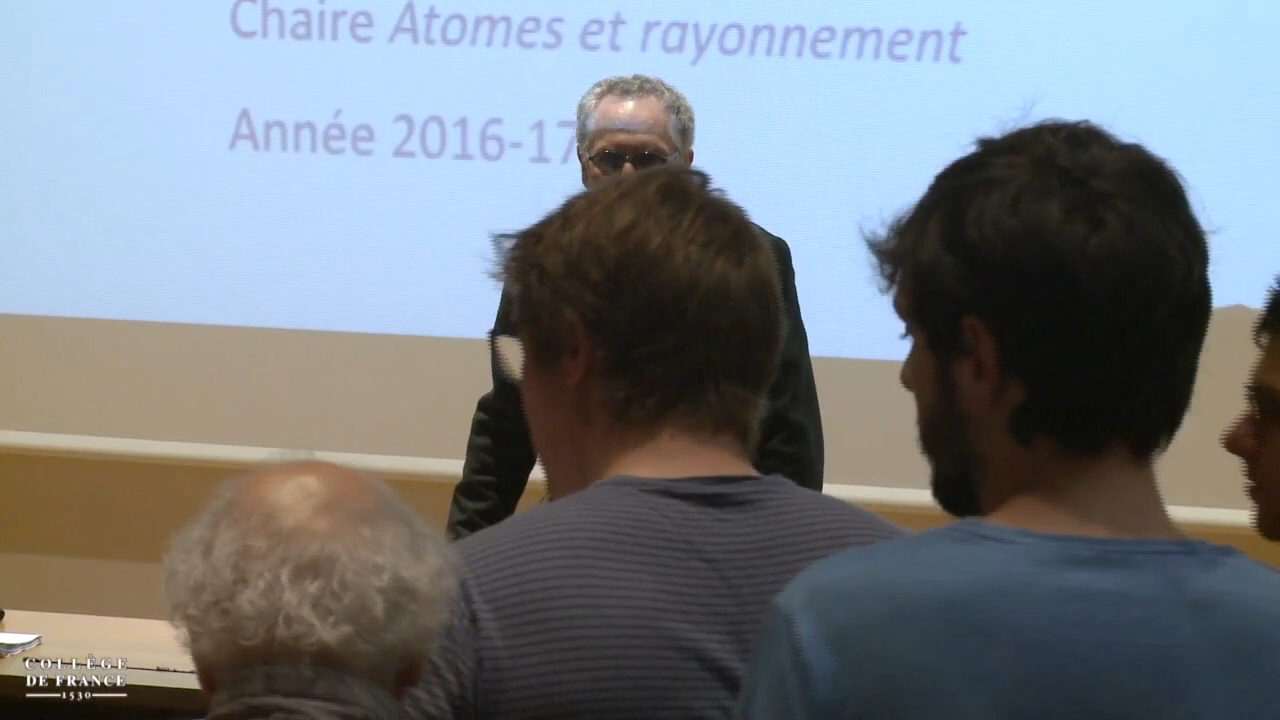 Chaire Atomes et rayonnement
Année 2016-17
COLLÈGE
DE FRANCE
1530